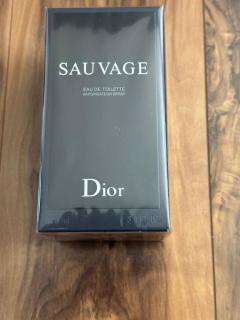 SAUVAGE
EAU DE TOILETTE
VAPORISATEUR SPRAY
Dior